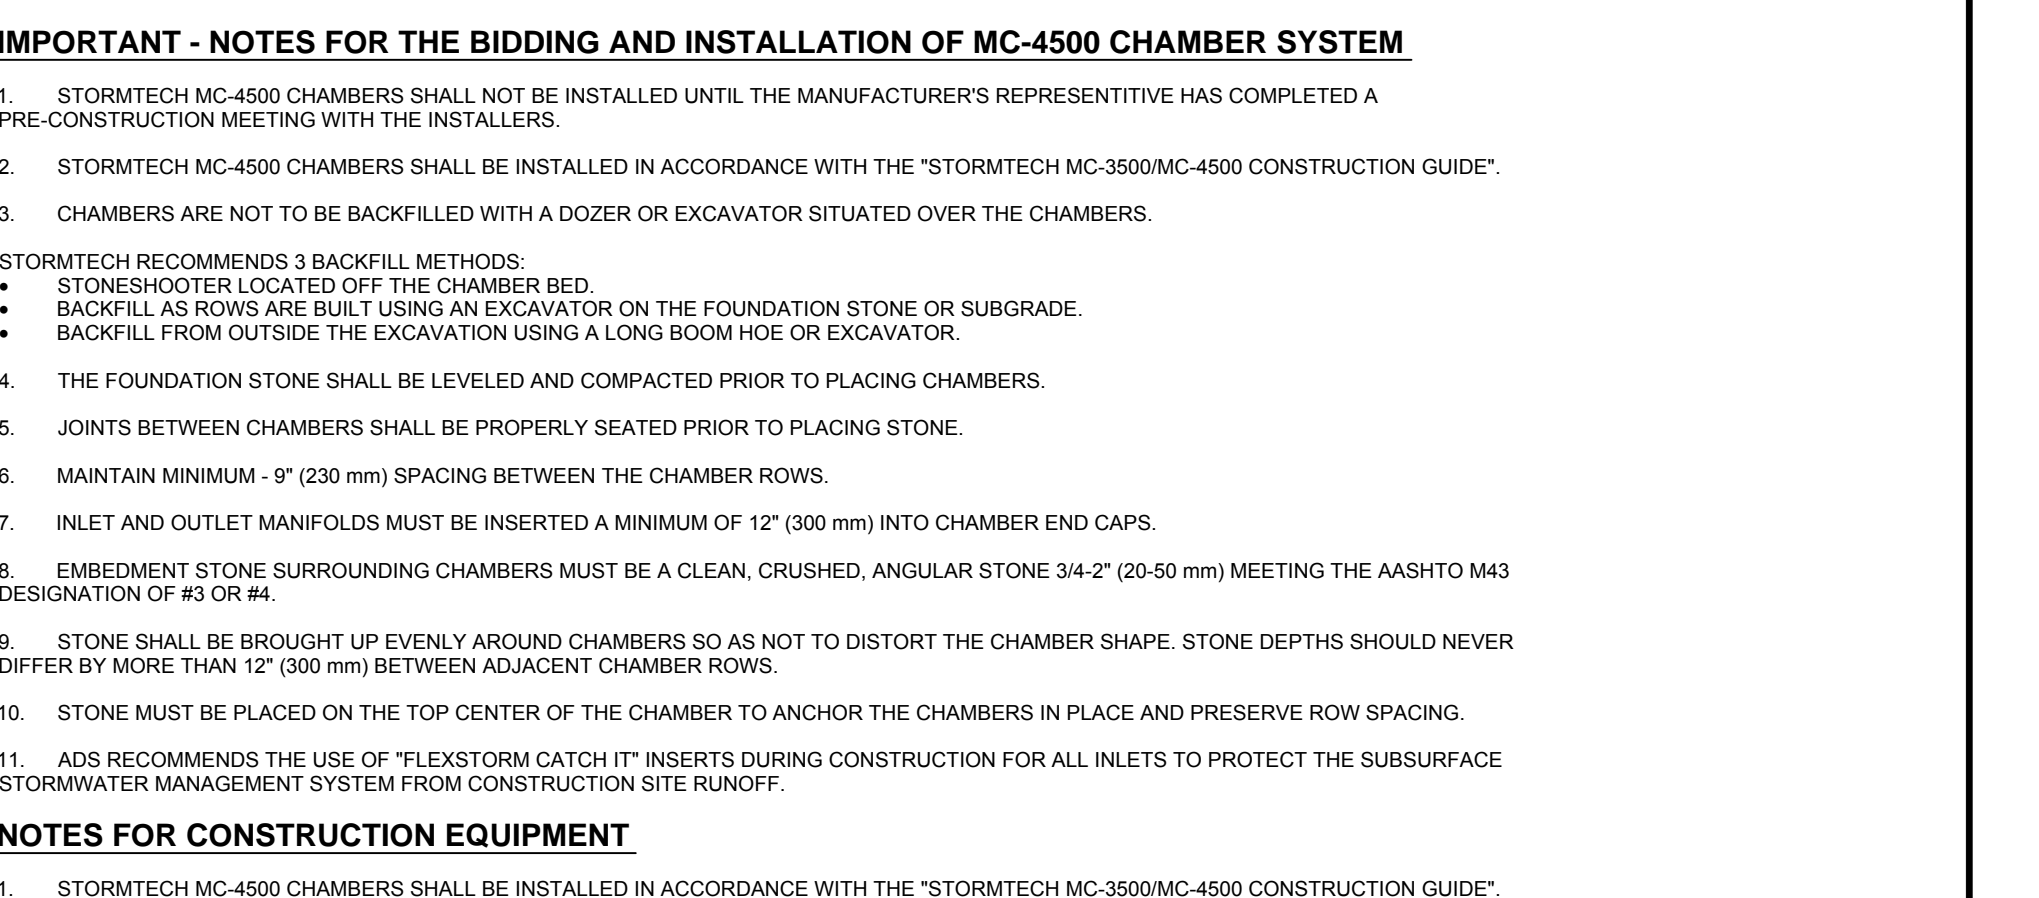 IMPORTANT - NOTES FOR THE BIDDING AND INSTALLATION OF MC-4500 CHAMBER SYSTEM
1. STORMTECH MC-4500 CHAMBERS SHALL NOT BE INSTALLED UNTIL THE MANUFACTURER'S REPRESENTITIVE HAS COMPLETED A
PRE-CONSTRUCTION MEETING WITH THE INSTALLERS.
2. STORMTECH MC-4500 CHAMBERS SHALL BE INSTALLED IN ACCORDANCE WITH THE "STORMTECH MC-3500/MC-4500 CONSTRUCTION GUIDE".
3. CHAMBERS ARE NOT TO BE BACKFILLED WITH A DOZER OR EXCAVATOR SITUATED OVER THE CHAMBERS.
STORMTECH RECOMMENDS 3 BACKFILL METHODS:
• STONESHOOTER LOCATED OFF THE CHAMBER BED.
• BACKFILL AS ROWS ARE BUILT USING AN EXCAVATOR ON THE FOUNDATION STONE OR SUBGRADE.
• BACKFILL FROM OUTSIDE THE EXCAVATION USING A LONG BOOM HOE OR EXCAVATOR.
4. THE FOUNDATION STONE SHALL BE LEVELED AND COMPACTED PRIOR TO PLACING CHAMBERS.
5. JOINTS BETWEEN CHAMBERS SHALL BE PROPERLY SEATED PRIOR TO PLACING STONE.
6. MAINTAIN MINIMUM - 9" (230 mm) SPACING BETWEEN THE CHAMBER ROWS.
7. INLET AND OUTLET MANIFOLDS MUST BE INSERTED A MINIMUM OF 12" (300 mm) INTO CHAMBER END CAPS.
8. EMBEDMENT STONE SURROUNDING CHAMBERS MUST BE A CLEAN, CRUSHED, ANGULAR STONE 3/4-2" (20-50 mm) MEETING THE AASHTO M43
DESIGNATION OF #3 OR #4.
9. STONE SHALL BE BROUGHT UP EVENLY AROUND CHAMBERS SO AS NOT TO DISTORT THE CHAMBER SHAPE. STONE DEPTHS SHOULD NEVER
DIFFER BY MORE THAN 12" (300 mm) BETWEEN ADJACENT CHAMBER ROWS.
10. STONE MUST BE PLACED ON THE TOP CENTER OF THE CHAMBER TO ANCHOR THE CHAMBERS IN PLACE AND PRESERVE ROW SPACING.
11. ADS RECOMMENDS THE USE OF "FLEXSTORM CATCH IT" INSERTS DURING CONSTRUCTION FOR ALL INLETS TO PROTECT THE SUBSURFACE
STORMWATER MANAGEMENT SYSTEM FROM CONSTRUCTION SITE RUNOFF.
NOTES FOR CONSTRUCTION EQUIPMENT
1. STORMTECH MC-4500 CHAMBERS SHALL BE INSTALLED IN ACCORDANCE WITH THE "STORMTECH MC-3500/MC-4500 CONSTRUCTION GUIDE".